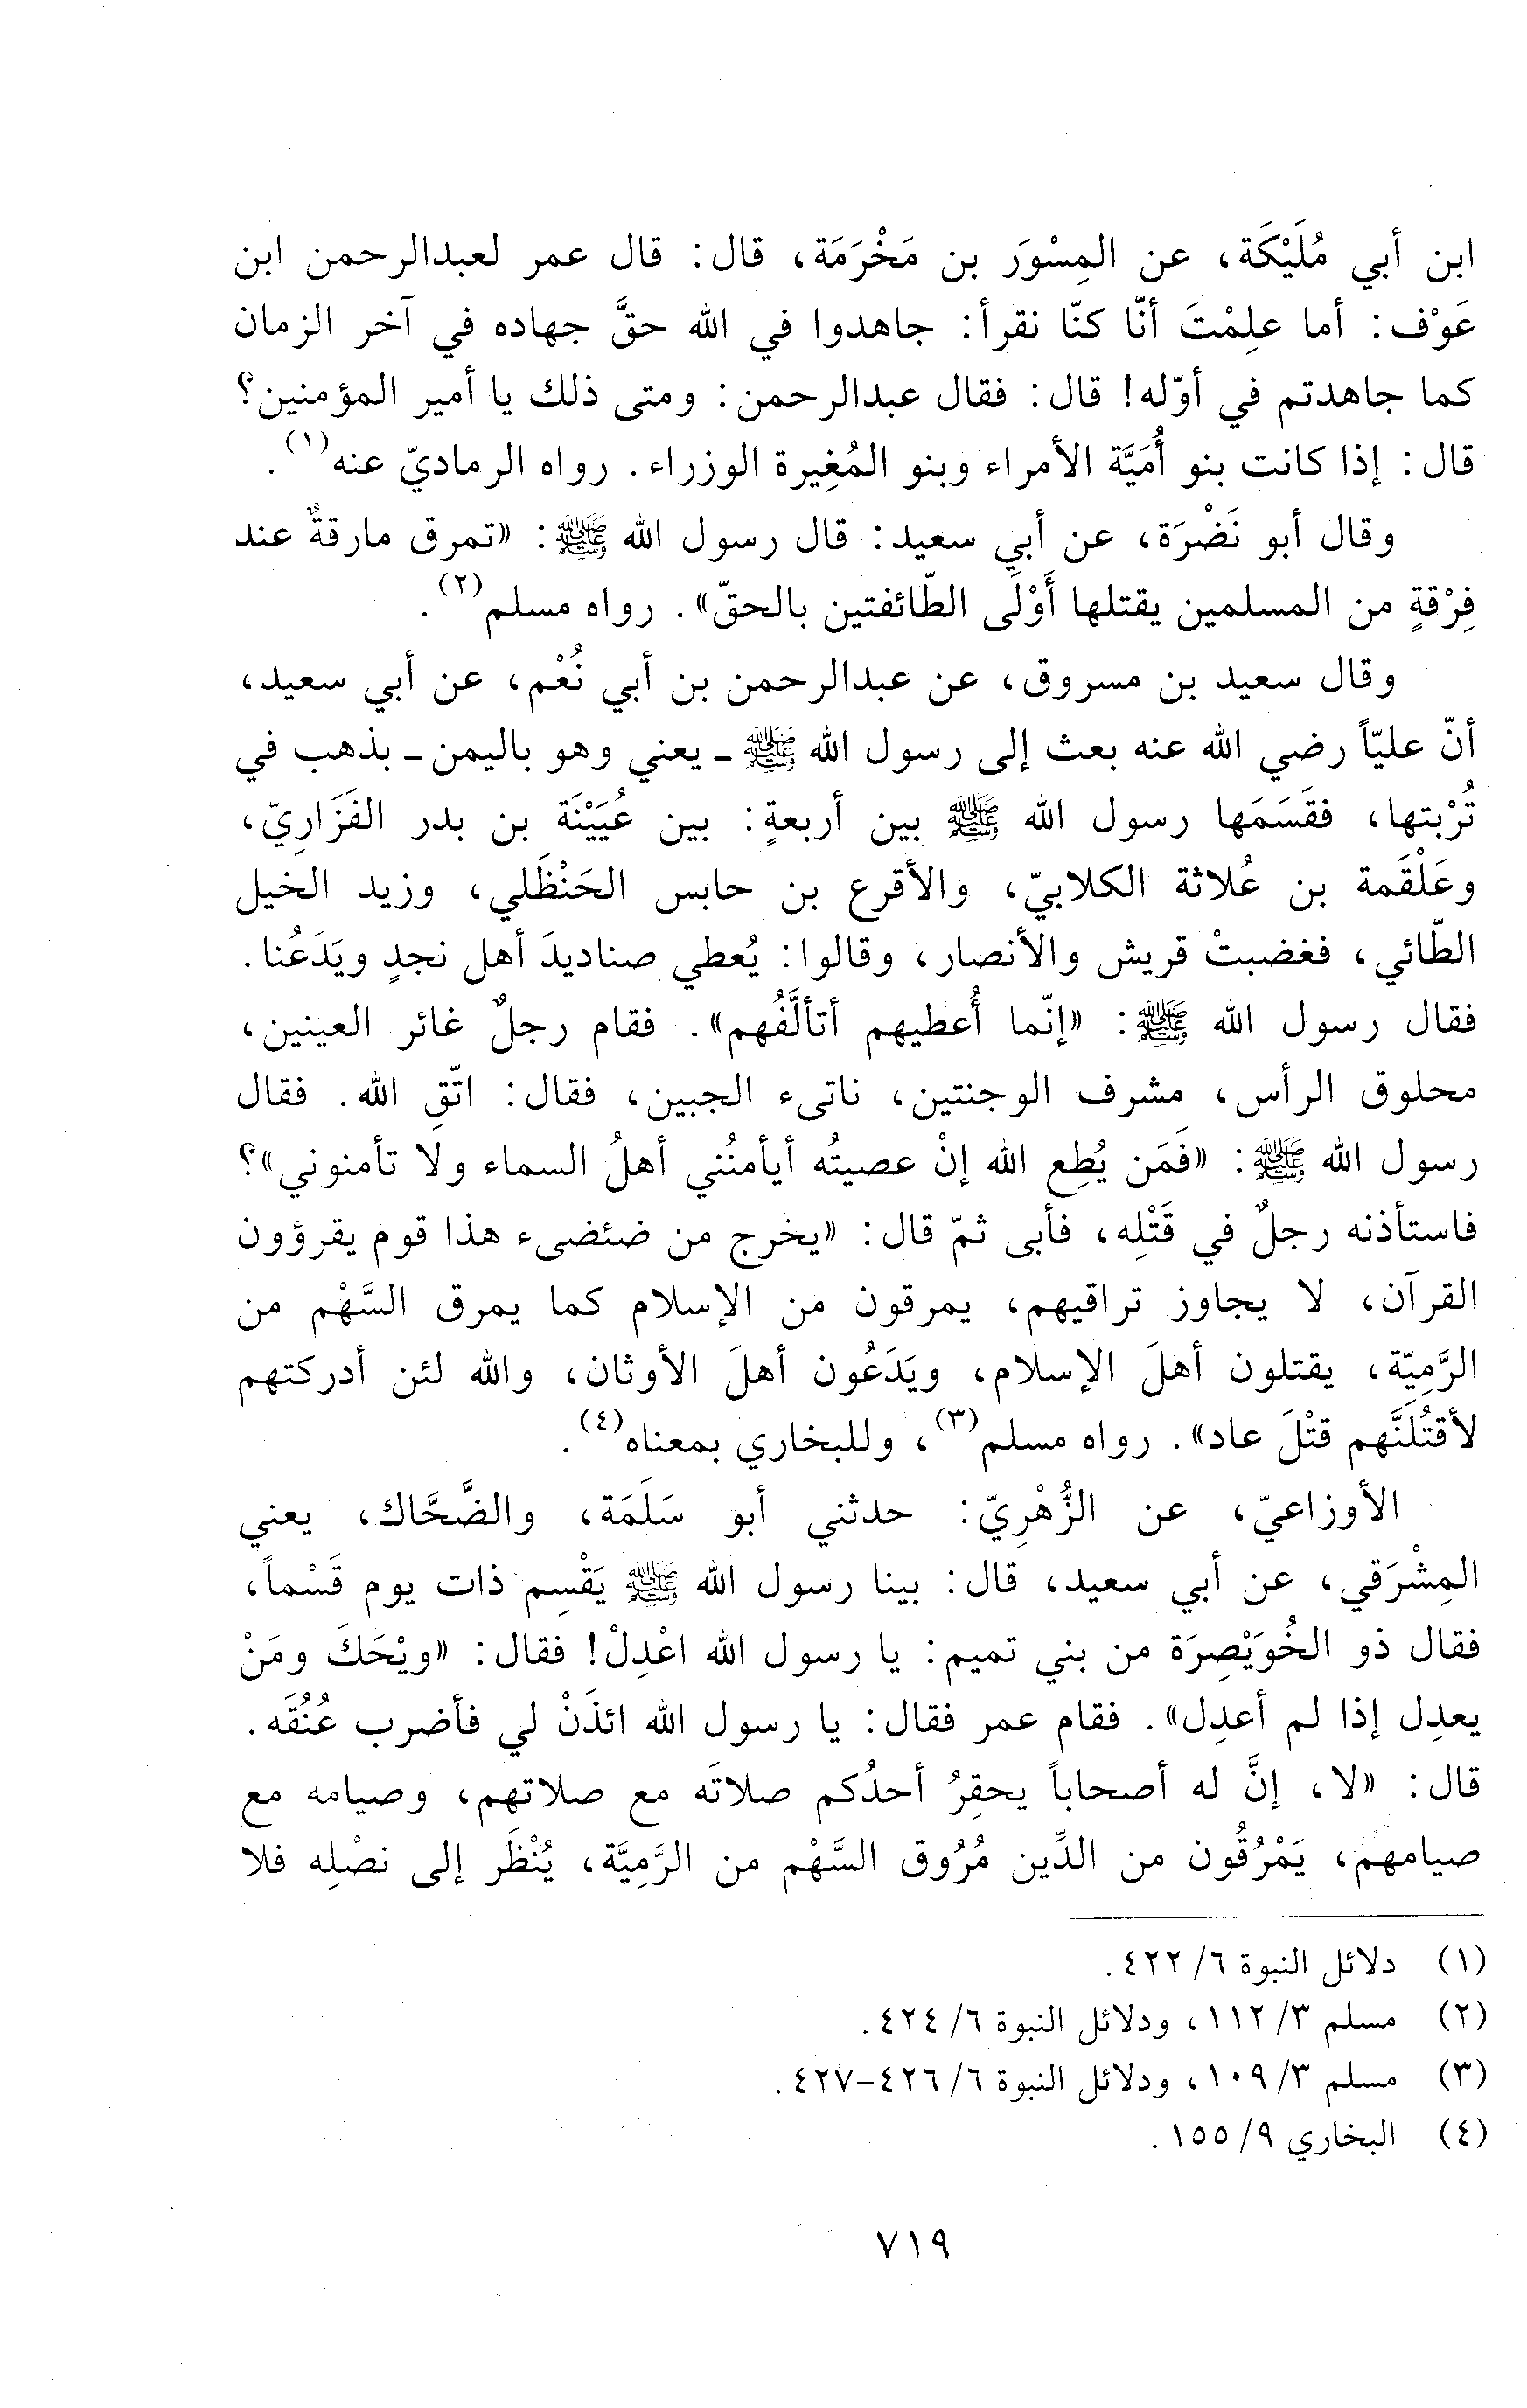 ابن أبي مُلَيْكَة، عن المِسْوَر بن مَخْرَمَة، قال: قال عمر لعبدالرحمن ابن
عَوْف: أما علِمْتَ أنّا كنّا نقرأ: جاهدوا في الله حقَّ جهاده في آخر الزمان
كما جاهدتم في أوّله! قال: فقال عبدالرحمن: ومتى ذلك يا أمير المؤمنين؟
قال: إذا كانت بنو أُمَيَّة الأمراء وبنو المُغِيرة الوزراء. رواه الرماديّ عنه(١).
وقال أبو نَضْرَة، عن أبي سعيد: قال رسول الله ﷺ: «تمرق مارقةٌ عند
فِرْقةٍ من المسلمين يقتلها أَوْلَى الطّائفتين بالحقّ». رواه مسلم(٢).
وقال سعيد بن مسروق، عن عبدالرحمن بن أبي نُعْم، عن أبي سعيد،
أنّ عليّاً رضي الله عنه بعث إلى رسول الله ﷺ ـ يعني وهو باليمن ـ بذهب في
تُرْبتها، فقَسَمَها رسول الله ﷺ بين أربعةٍ: بين عُيَيْنَة بن بدر الفَزَاريّ،
وعَلْقَمة بن عُلاثة الكلابيّ، والأقرع بن حابس الحَنْظَلي، وزيد الخيل
الطّائي، فغضبتْ قريش والأنصار، وقالوا: يُعطي صناديدَ أهل نجدٍ ويَدَعُنا.
فقال رسول الله ﷺ: «إنّما أُعطيهم أتألَّفُهم». فقام رجلٌ غائر العينين،
محلوق الرأس، مشرف الوجنتين، ناتىء الجبين، فقال: اتّقِ الله. فقال
رسول الله ﷺ: «فَمَن يُطِع الله إنْ عصيتُه أيأمنُني أهلُ السماء ولا تأمنوني»؟
فاستأذنه رجلٌ في قَتْلِه، فأبى ثمّ قال: «يخرج من ضئضىء هذا قوم يقرؤون
القرآن، لا يجاوز تراقيهم، يمرقون من الإسلام كما يمرق السَّهْم من
الرَّمِيّة، يقتلون أهلَ الإسلام، ويَدَعُون أهلَ الأوثان، والله لئن أدركتهم
لأقتُلَنَّهم قتْلَ عاد». رواه مسلم(٣)، وللبخاري بمعناه(٤).
الأوزاعيّ، عن الزُّهْرِيّ: حدثني أبو سَلَمَة، والضَّحَّاك، يعني
المِشْرَقي، عن أبي سعيد، قال: بينا رسول الله ﷺ يَقْسِم ذات يوم قَسْماً،
فقال ذو الخُوَيْصِرَة من بني تميم: يا رسول الله اعْدِلْ! فقال: «ويْحَكَ ومَنْ
يعدِل إذا لم أعدِل». فقام عمر فقال: يا رسول الله ائذَنْ لي فأضرب عُنُقَه.
قال: «لا، إنَّ له أصحاباً يحقِرُ أحدُكم صلاتَه مع صلاتهم، وصيامه مع
صيامهم، يَمْرُقُون من الدِّين مُرُوق السَّهْم من الرَّمِيَّة، يُنْظَر إلى نصْلِه فلا
(١) دلائل النبوة ٦/ ٤٢٢.
(٢) مسلم ٣/ ١١٢، ودلائل النبوة ٦/ ٤٢٤.
(٣) مسلم ٣/ ١٠٩، ودلائل النبوة ٦/ ٤٢٦-٤٢٧.
(٤) البخاري ٩/ ١٥٥.
٧١٩